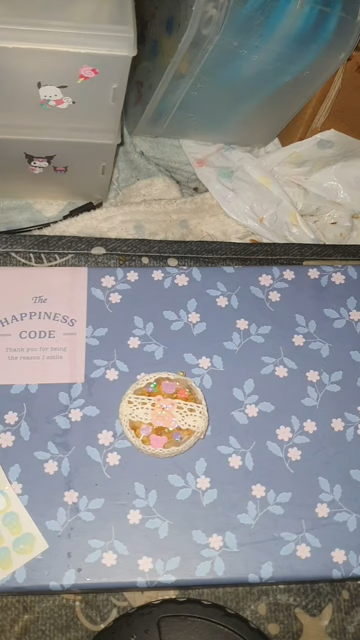 The
HAPPINESS
CODE
Thank you for being
the reason I smile